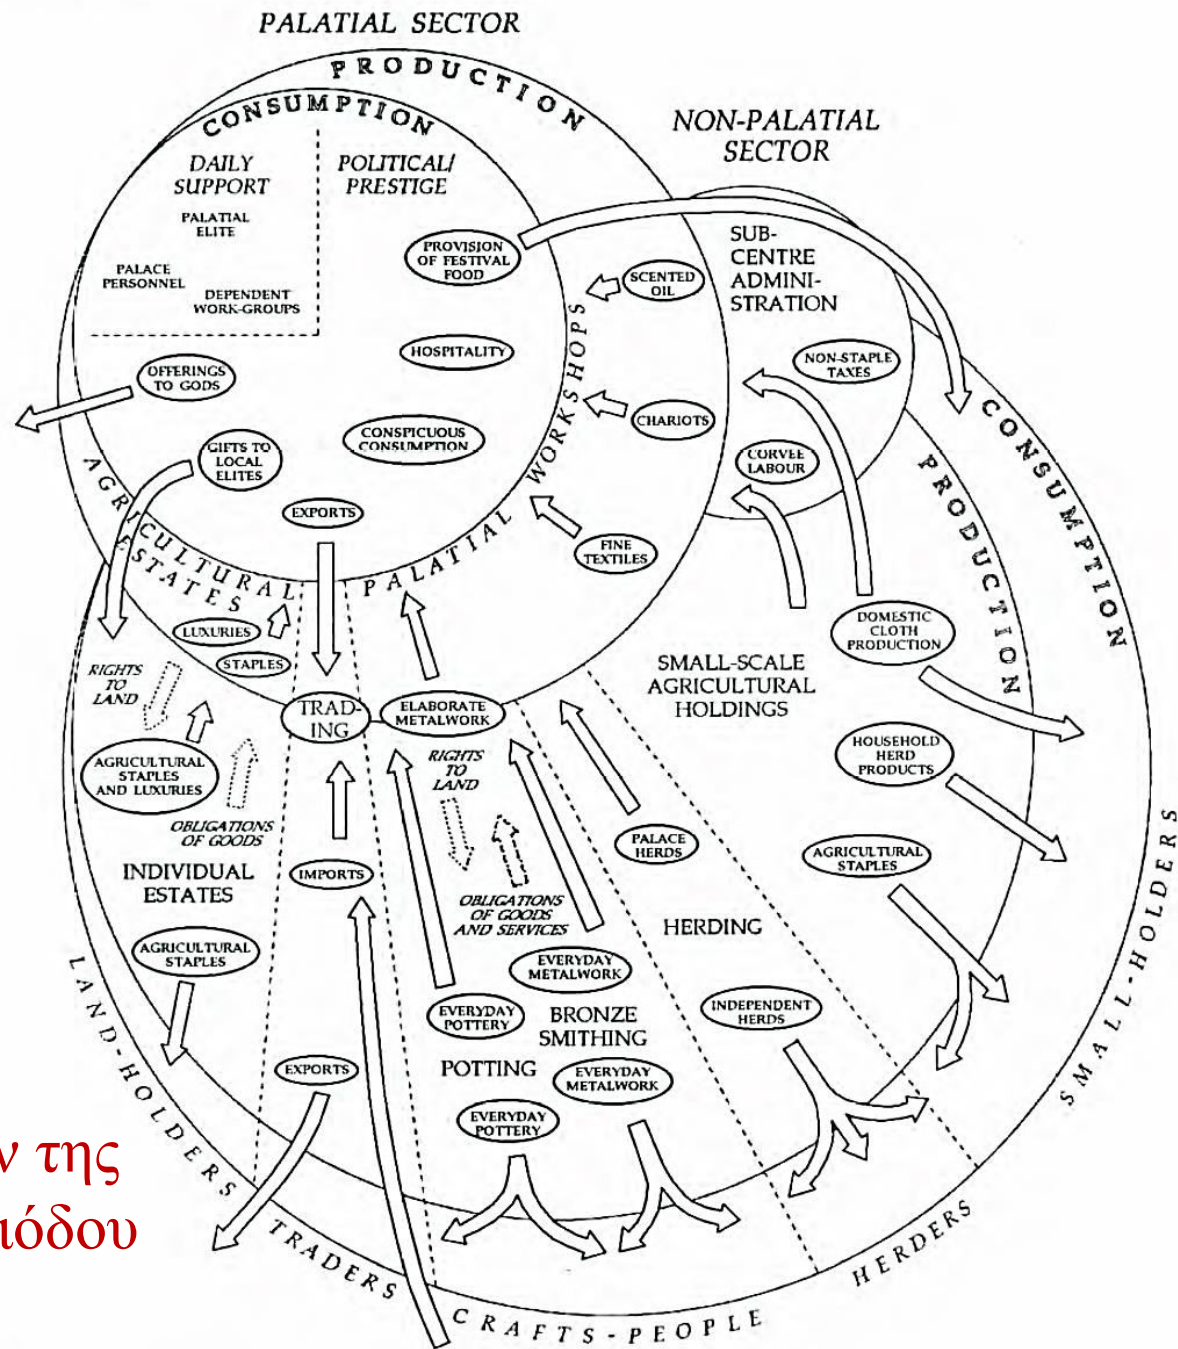 PALATIAL SECTOR
PRODUCTION
CONSUMPTION
DAILY
SUPPORT
PALATIAL
ELITE
PALACE
PERSONNEL
DEPENDENT
WORK-GROUPS
POLITICAL/
PRESTIGE
PROVISION
OF FESTIVAL
FOOD
HOSPITALITY
CONSPICUOUS
CONSUMPTION
OFFERINGS
TO GODS
GIFTS TO
LOCAL
ELITES
EXPORTS
AGRICULTURAL
ESTATES
PALATIAL WORKSHOPS
SCENTED
OIL
CHARIOTS
FINE
TEXTILES
LUXURIES
STAPLES
TRAD-
ING
ELABORATE
METALWORK
NON-PALATIAL
SECTOR
SUB-
CENTRE
ADMINI-
STRATION
NON-STAPLE
TAXES
CORVEE
LABOUR
CONSUMPTION
PRODUCTION
DOMESTIC
CLOTH
PRODUCTION
SMALL-SCALE
AGRICULTURAL
HOLDINGS
HOUSEHOLD
HERD
PRODUCTS
AGRICULTURAL
STAPLES
RIGHTS
TO
LAND
AGRICULTURAL
STAPLES
AND LUXURIES
OBLIGATIONS
OF GOODS
INDIVIDUAL
ESTATES
AGRICULTURAL
STAPLES
IMPORTS
EXPORTS
RIGHTS
TO
LAND
OBLIGATIONS
OF GOODS
AND SERVICES
EVERYDAY
METALWORK
EVERYDAY
POTTERY
BRONZE
SMITHING
POTTING
EVERYDAY
METALWORK
EVERYDAY
POTTERY
PALACE
HERDS
HERDING
INDEPENDENT
HERDS
LAND-HOLDERS
TRADERS
CRAFTS-PEOPLE
HERDERS
SMALL-HOLDERS
ν της
ιόδου